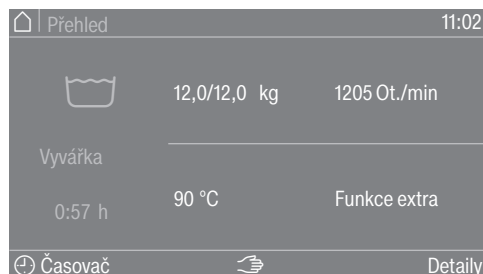 Přehled 11:02
12,0/12,0 kg 1205 Ot./min
Vyvářka
90 °C Funkce extra
0:57 h
Časovač Detaily